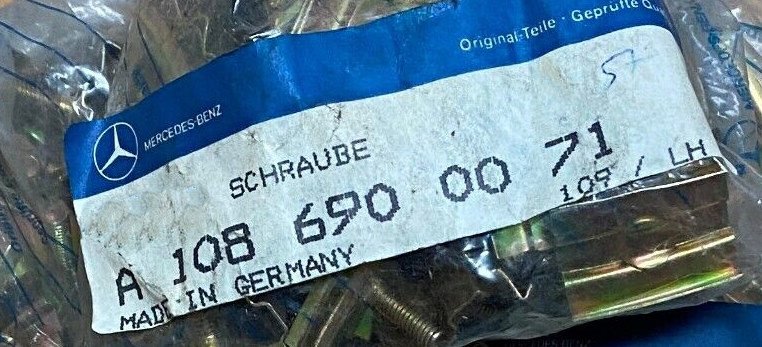 MERCEDES-BENZ
Original-Teile · Geprüfte
57
SCHRAUBE
A 108 690 00 71
109 / LH
MADE IN GERMANY